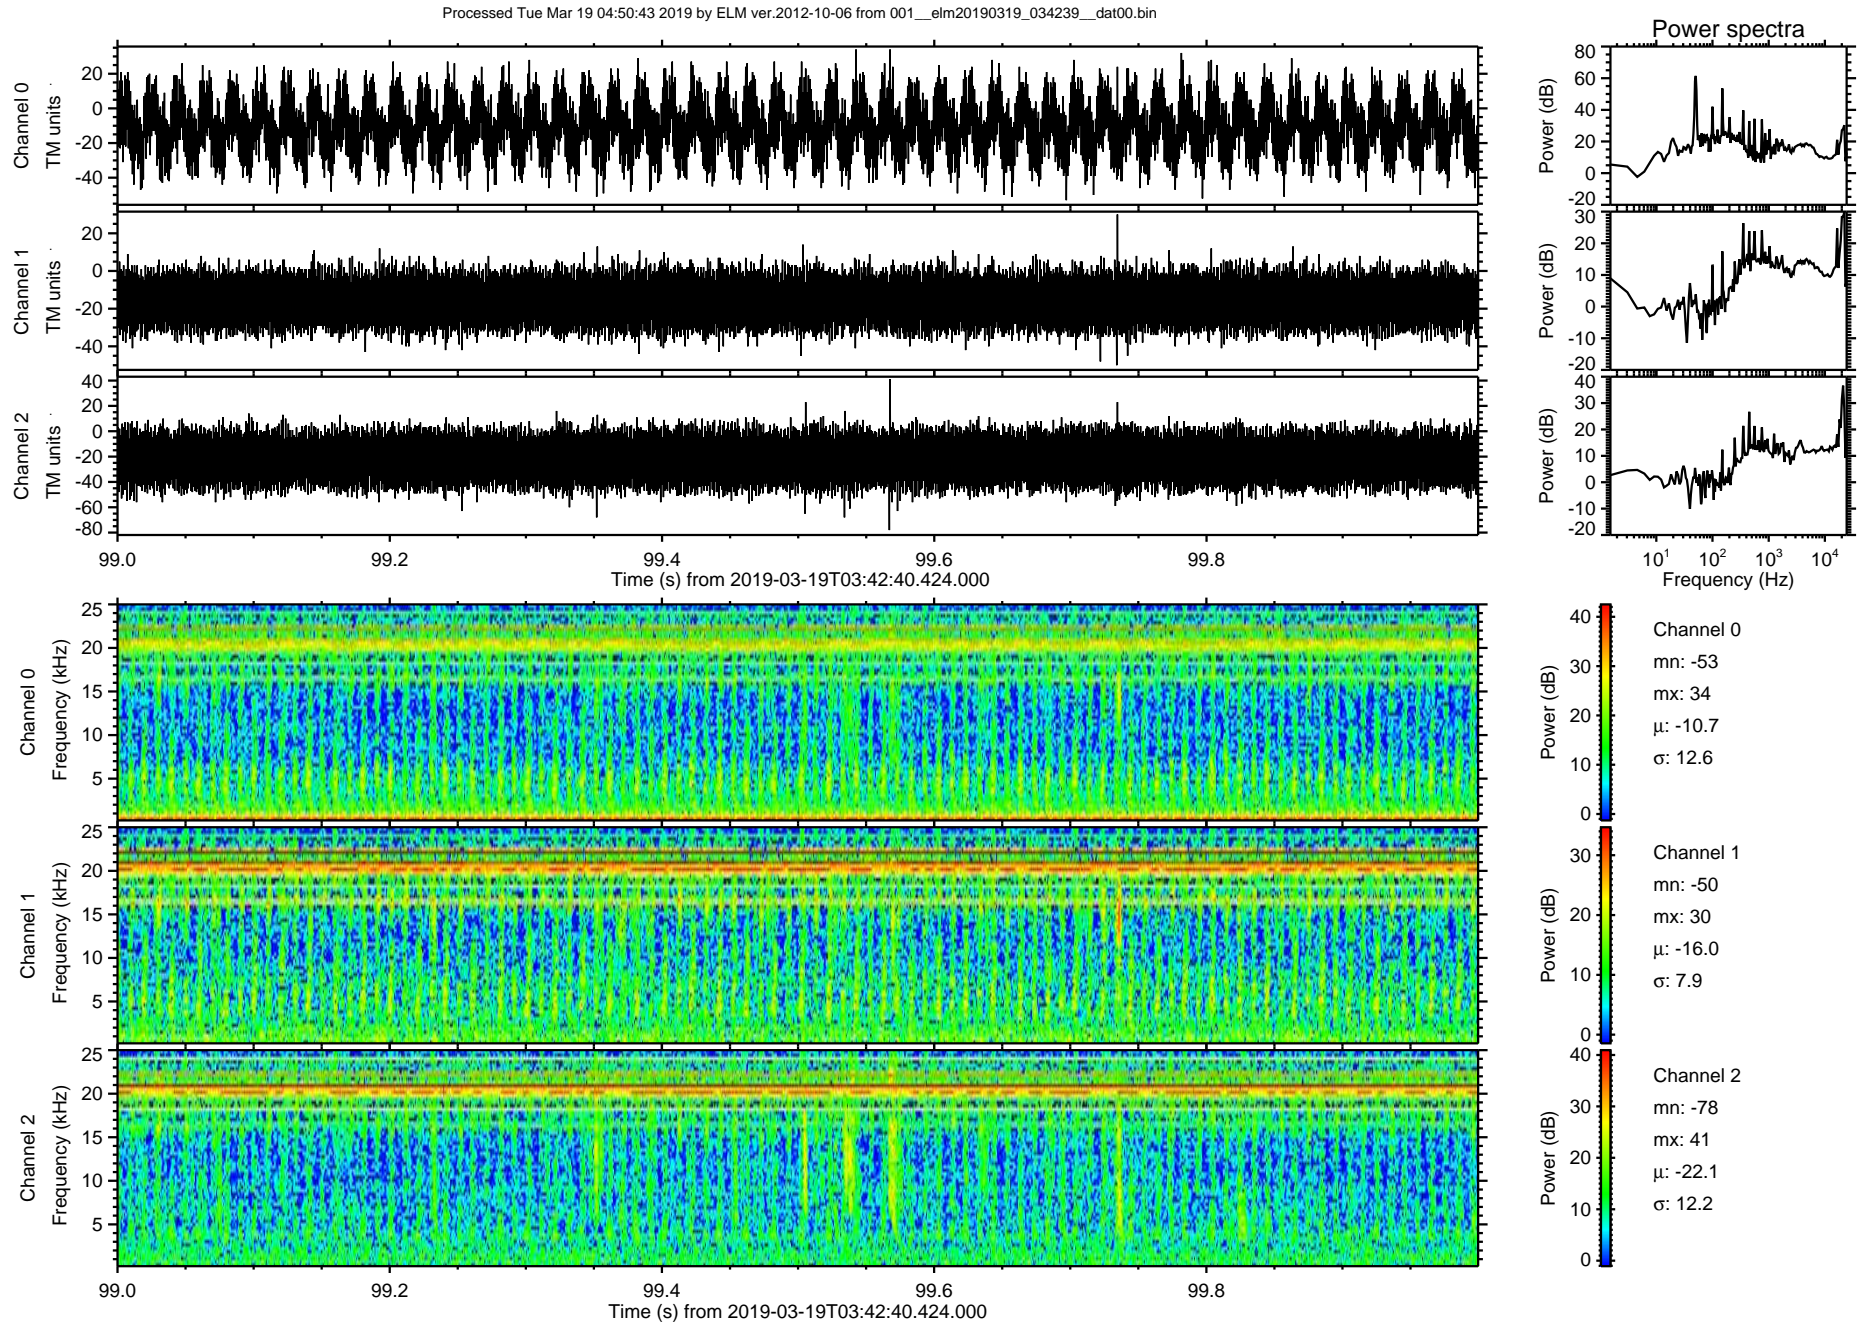 Processed Tue Mar 19 04:50:43 2019 by ELM ver.2012-10-06 from 001__elm20190319_034239__dat00.bin
Power spectra
Channel 0
TM units
20
0
-20
-40
Power (dB)
80
60
40
20
0
-20
Channel 1
TM units
20
0
-20
-40
Power (dB)
30
20
10
0
-10
-20
Channel 2
TM units
40
20
0
-20
-40
-60
-80
Power (dB)
40
30
20
10
0
-10
-20
99.0 99.2 99.4 99.6 99.8
Time (s) from 2019-03-19T03:42:40.424.000
10^1 10^2 10^3 10^4
Frequency (Hz)
Channel 0
Frequency (kHz)
25
20
15
10
5
Power (dB)
40
30
20
10
0
Channel 0
mn: -53
mx: 34
μ: -10.7
σ: 12.6
Channel 1
Frequency (kHz)
25
20
15
10
5
Power (dB)
30
20
10
0
Channel 1
mn: -50
mx: 30
μ: -16.0
σ: 7.9
Channel 2
Frequency (kHz)
25
20
15
10
5
Power (dB)
40
30
20
10
0
Channel 2
mn: -78
mx: 41
μ: -22.1
σ: 12.2
99.0 99.2 99.4 99.6 99.8
Time (s) from 2019-03-19T03:42:40.424.000